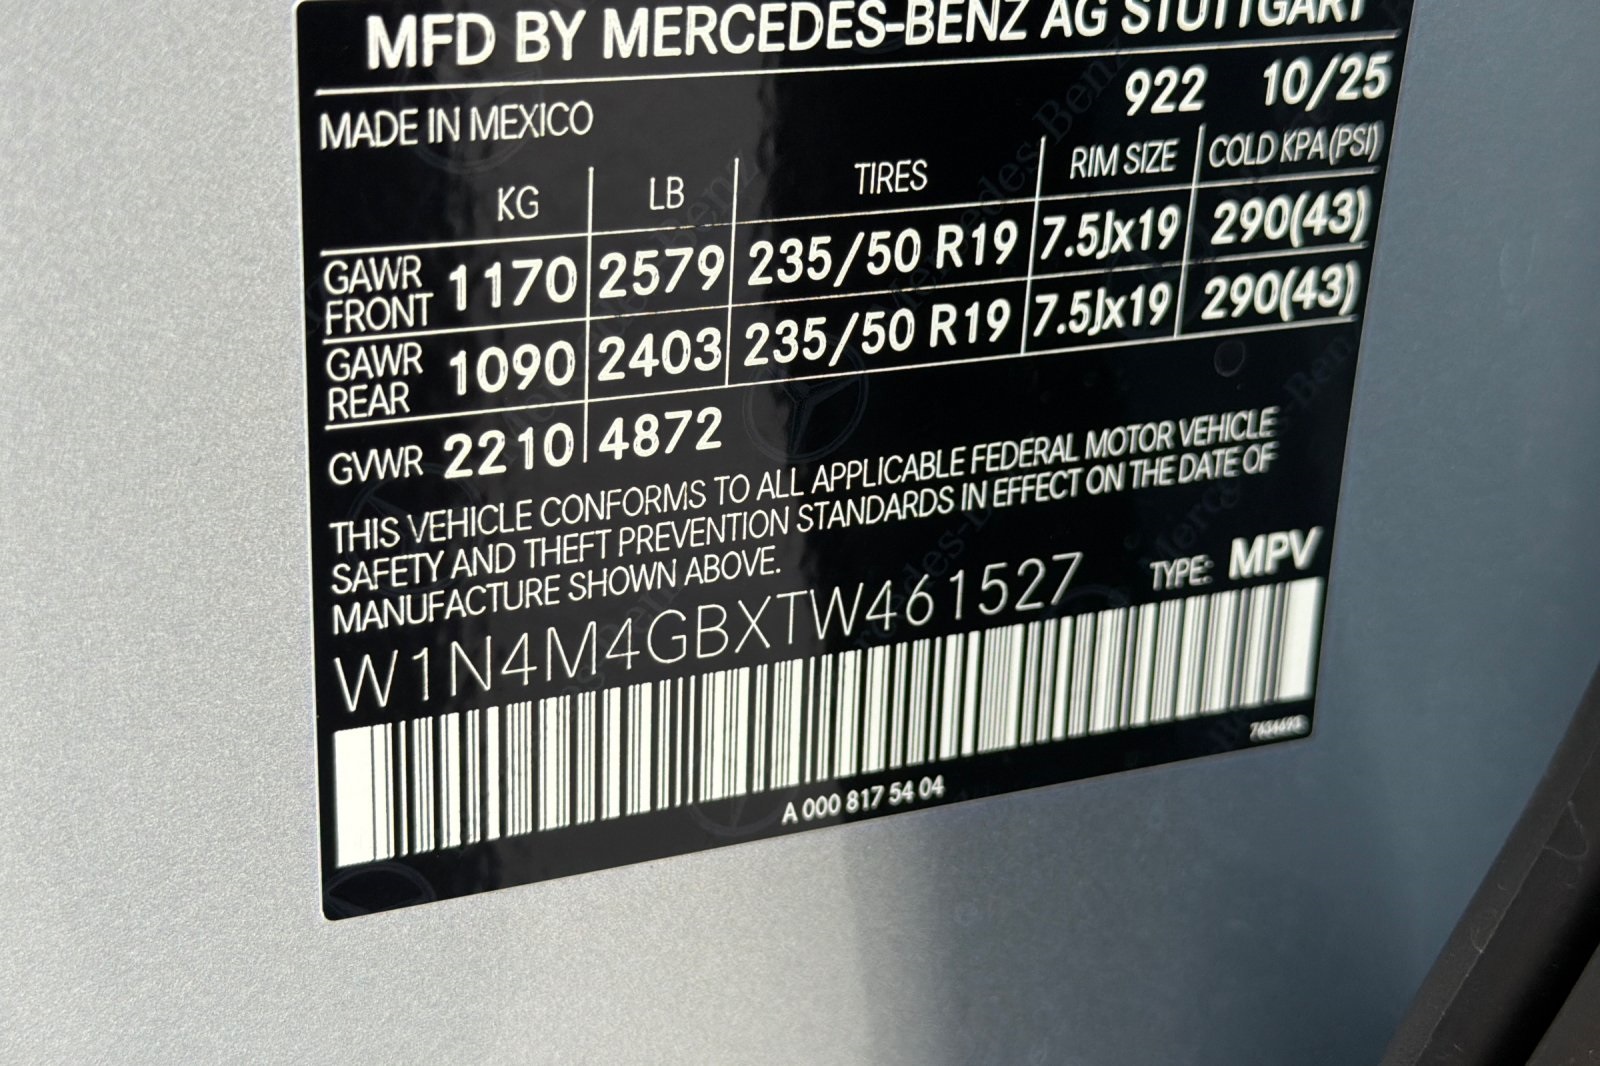 MFD BY MERCEDES-BENZ AG STUTTGART
MADE IN MEXICO 922 10/25
KG LB TIRES RIM SIZE COLD KPA (PSI)
GAWR FRONT 1170 2579 235/50 R19 7.5Jx19 290(43)
GAWR REAR 1090 2403 235/50 R19 7.5Jx19 290(43)
GVWR 2210 4872
THIS VEHICLE CONFORMS TO ALL APPLICABLE FEDERAL MOTOR VEHICLE
SAFETY AND THEFT PREVENTION STANDARDS IN EFFECT ON THE DATE OF
MANUFACTURE SHOWN ABOVE.
W1N4M4GBXTW461527 TYPE: MPV
A 000 817 54 04